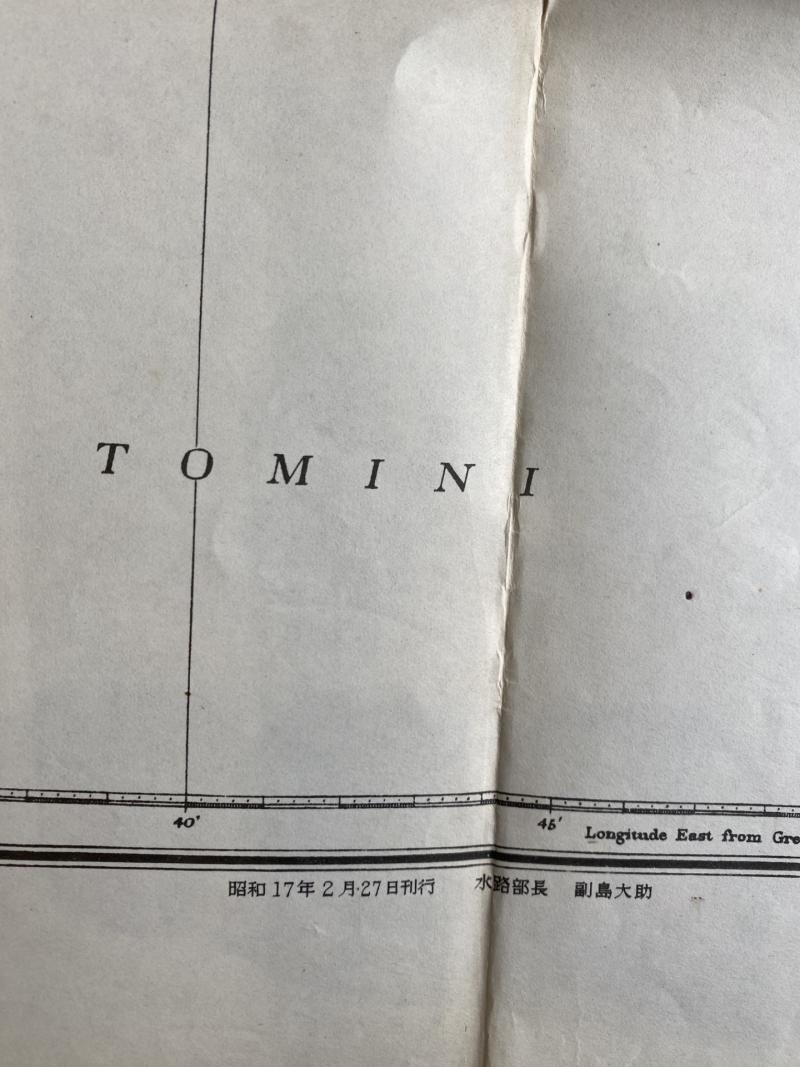 TOMINI
40′
45′
Longitude East from Gre
昭和17年2月27日刊行 水路部長 副島大助